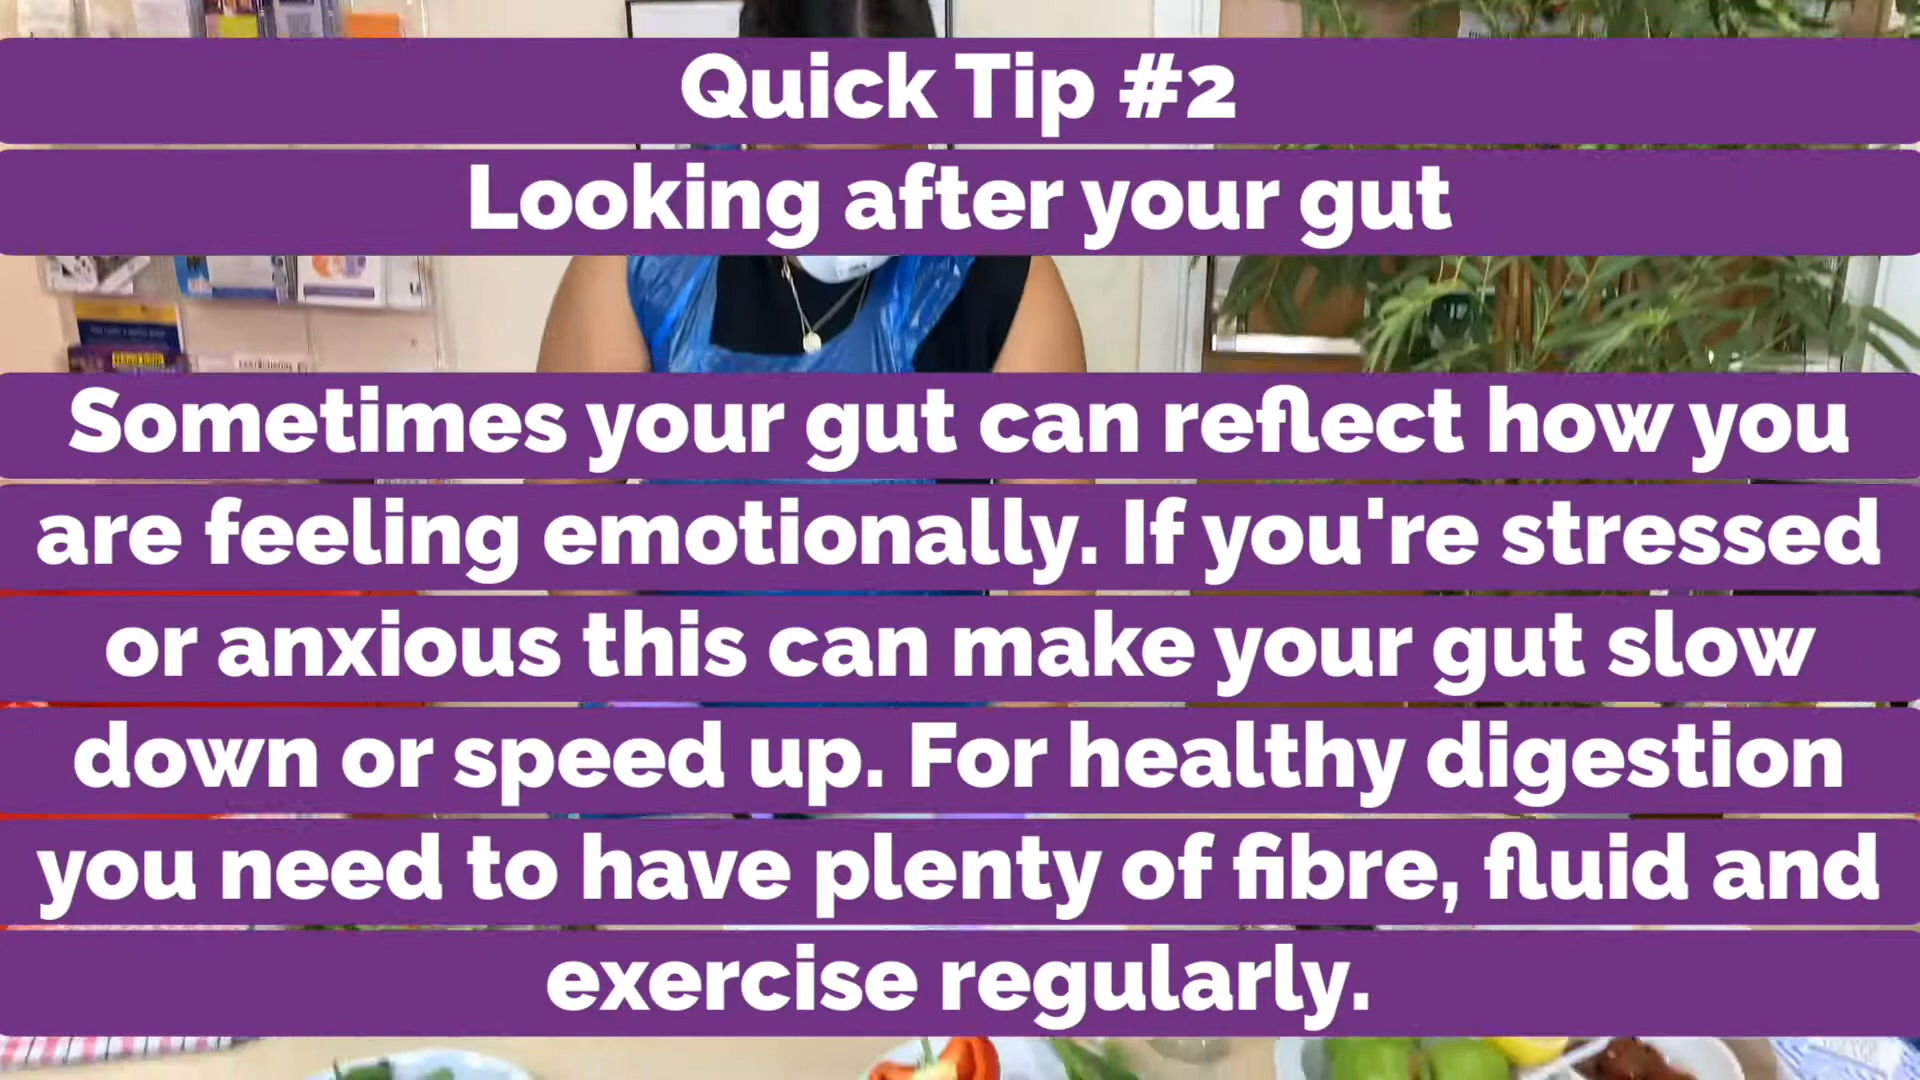 Quick Tip #2
Looking after your gut
Sometimes your gut can reflect how you
are feeling emotionally. If you're stressed
or anxious this can make your gut slow
down or speed up. For healthy digestion
you need to have plenty of fibre, fluid and
exercise regularly.